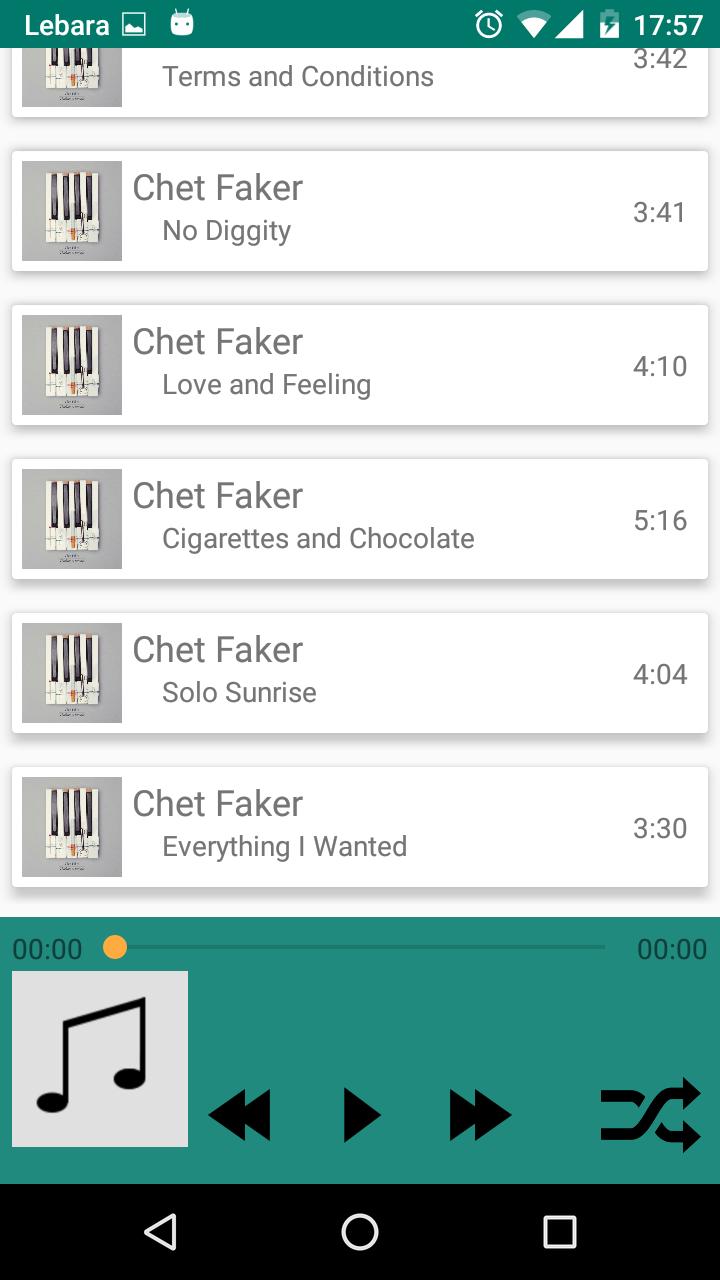 Lebara 17:57
Terms and Conditions 3:42
Chet Faker
No Diggity 3:41
Chet Faker
Love and Feeling 4:10
Chet Faker
Cigarettes and Chocolate 5:16
Chet Faker
Solo Sunrise 4:04
Chet Faker
Everything I Wanted 3:30
00:00 00:00